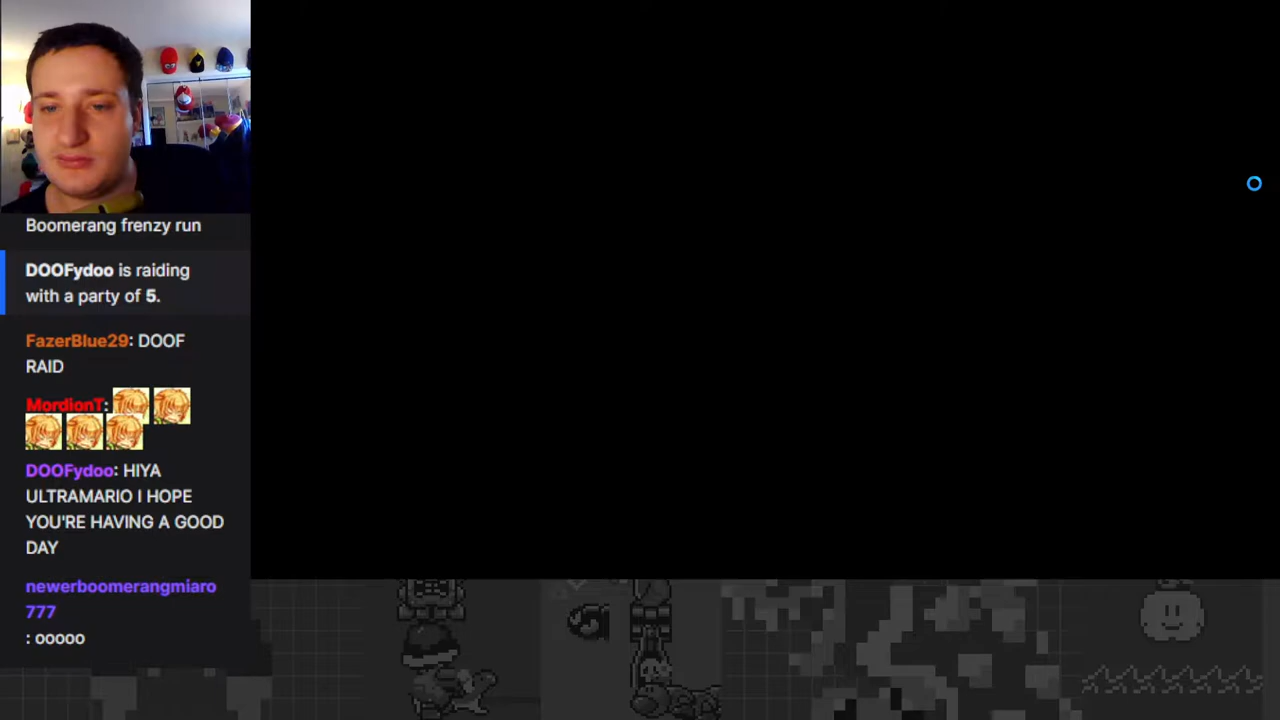 Boomerang frenzy run
DOOFydoo is raiding
with a party of 5.
FazerBlue29: DOOF
RAID
MordionT:
DOOFydoo: HIYA
ULTRAMARIO I HOPE
YOU'RE HAVING A GOOD
DAY
newerboomerangmiaro
777
: ooooo